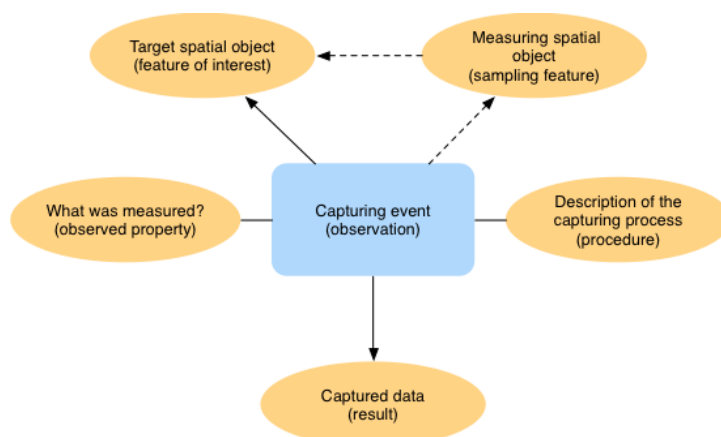 Target spatial object
(feature of interest)
Measuring spatial
object
(sampling feature)
What was measured?
(observed property)
Capturing event
(observation)
Description of the
capturing process
(procedure)
Captured data
(result)